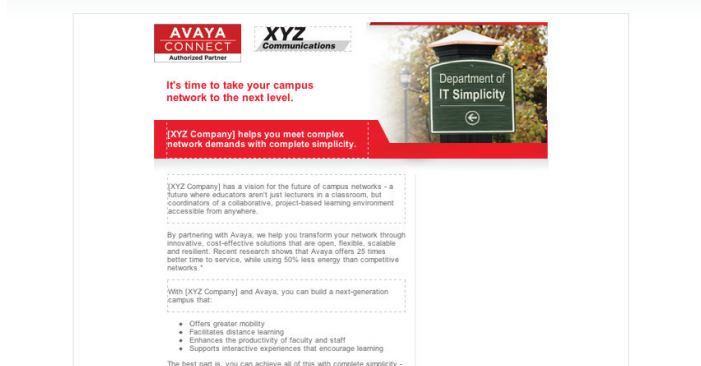 AVAYA
CONNECT
Authorized Partner
XYZ
Communications
It's time to take your campus
network to the next level.
Department of
IT Simplicity
[XYZ Company] helps you meet complex
network demands with complete simplicity.
[XYZ Company] has a vision for the future of campus networks - a
future where educators aren't just lecturers in a classroom, but
coordinators of a collaborative, project-based learning environment
accessible from anywhere.
By partnering with Avaya, we help you transform your network through
innovative, cost-effective solutions that are open, flexible, scalable
and resilient. Recent research shows that Avaya offers 25 times
better time to service, while using 50% less energy than competitive
networks.*
With [XYZ Company] and Avaya, you can build a next-generation
campus that:
Offers greater mobility
Facilitates distance learning
Enhances the productivity of faculty and staff
Supports interactive experiences that encourage learning
The best part is, you can achieve all of this with complete simplicity -